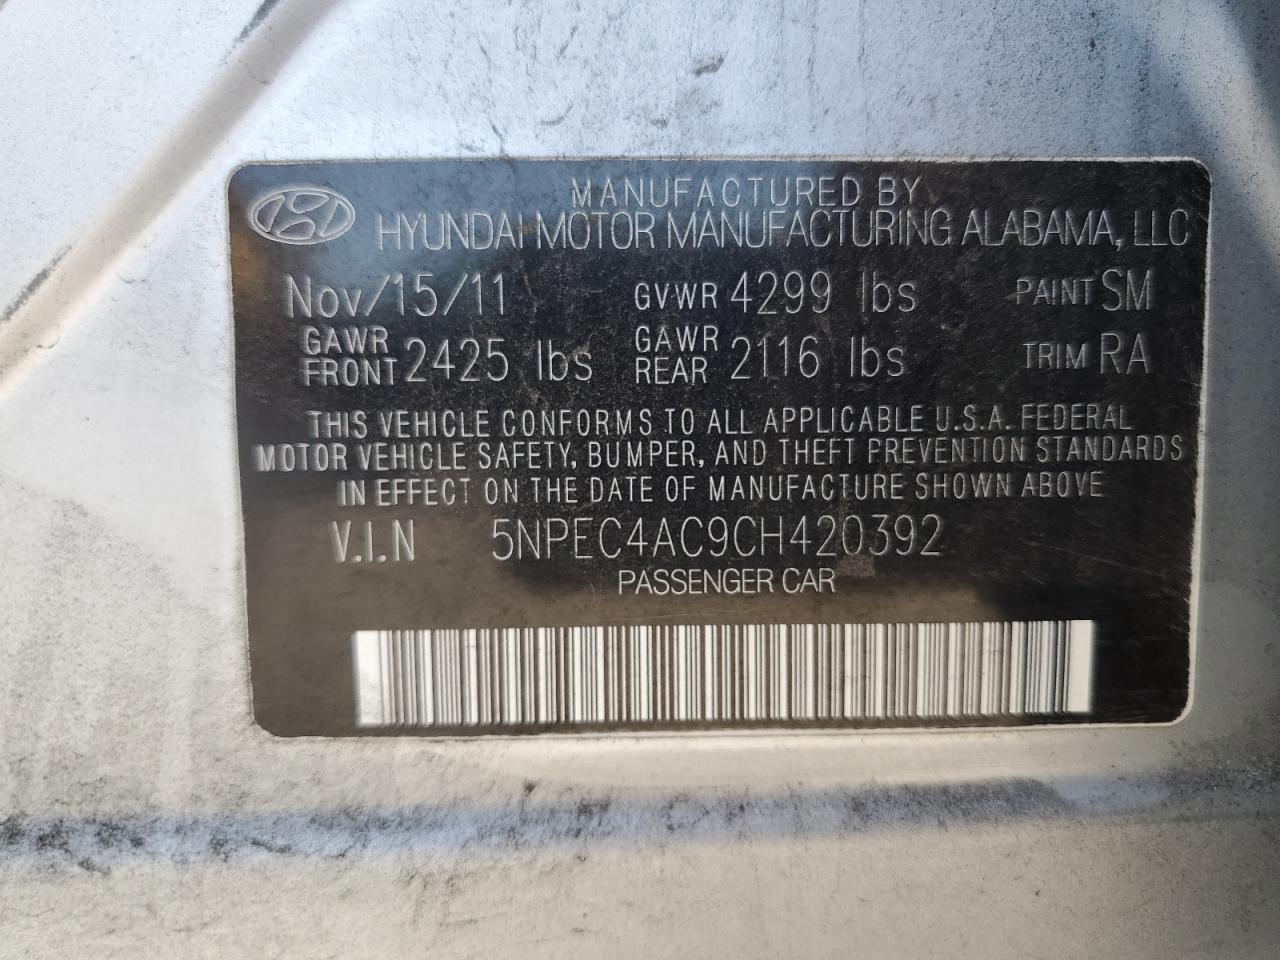 MANUFACTURED BY
HYUNDAI MOTOR MANUFACTURING ALABAMA, LLC
Nov/15/11 GVWR 4299 lbs PAINT SM
GAWR FRONT 2425 lbs GAWR REAR 2116 lbs TRIM RA
THIS VEHICLE CONFORMS TO ALL APPLICABLE U.S.A. FEDERAL
MOTOR VEHICLE SAFETY, BUMPER, AND THEFT PREVENTION STANDARDS
IN EFFECT ON THE DATE OF MANUFACTURE SHOWN ABOVE
V.I.N 5NPEC4AC9CH420392
PASSENGER CAR